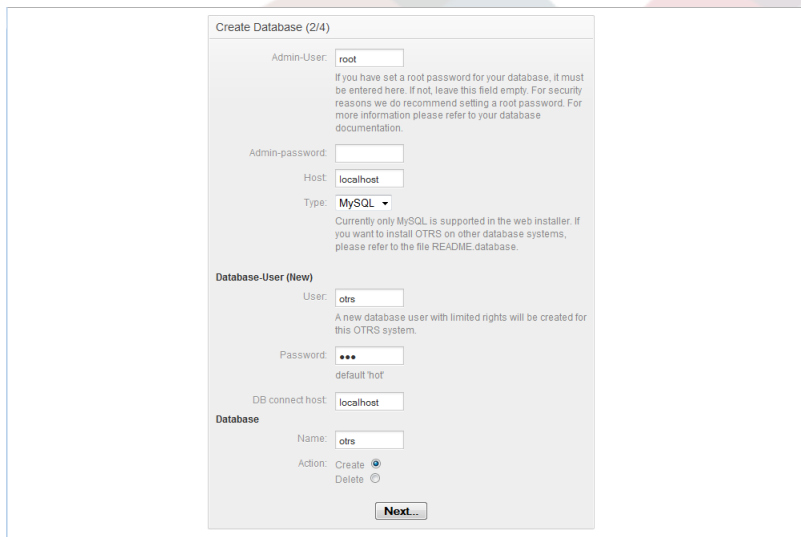 Create Database (2/4)
Admin-User: root
If you have set a root password for your database, it must
be entered here. If not, leave this field empty. For security
reasons we do recommend setting a root password. For
more information please refer to your database
documentation.
Admin-password:
Host: localhost
Type: MySQL
Currently only MySQL is supported in the web installer. If
you want to install OTRS on other database systems,
please refer to the file README.database.
Database-User (New)
User: otrs
A new database user with limited rights will be created for
this OTRS system.
Password: •••
default 'hot'
DB connect host: localhost
Database
Name: otrs
Action: Create
Delete
Next...